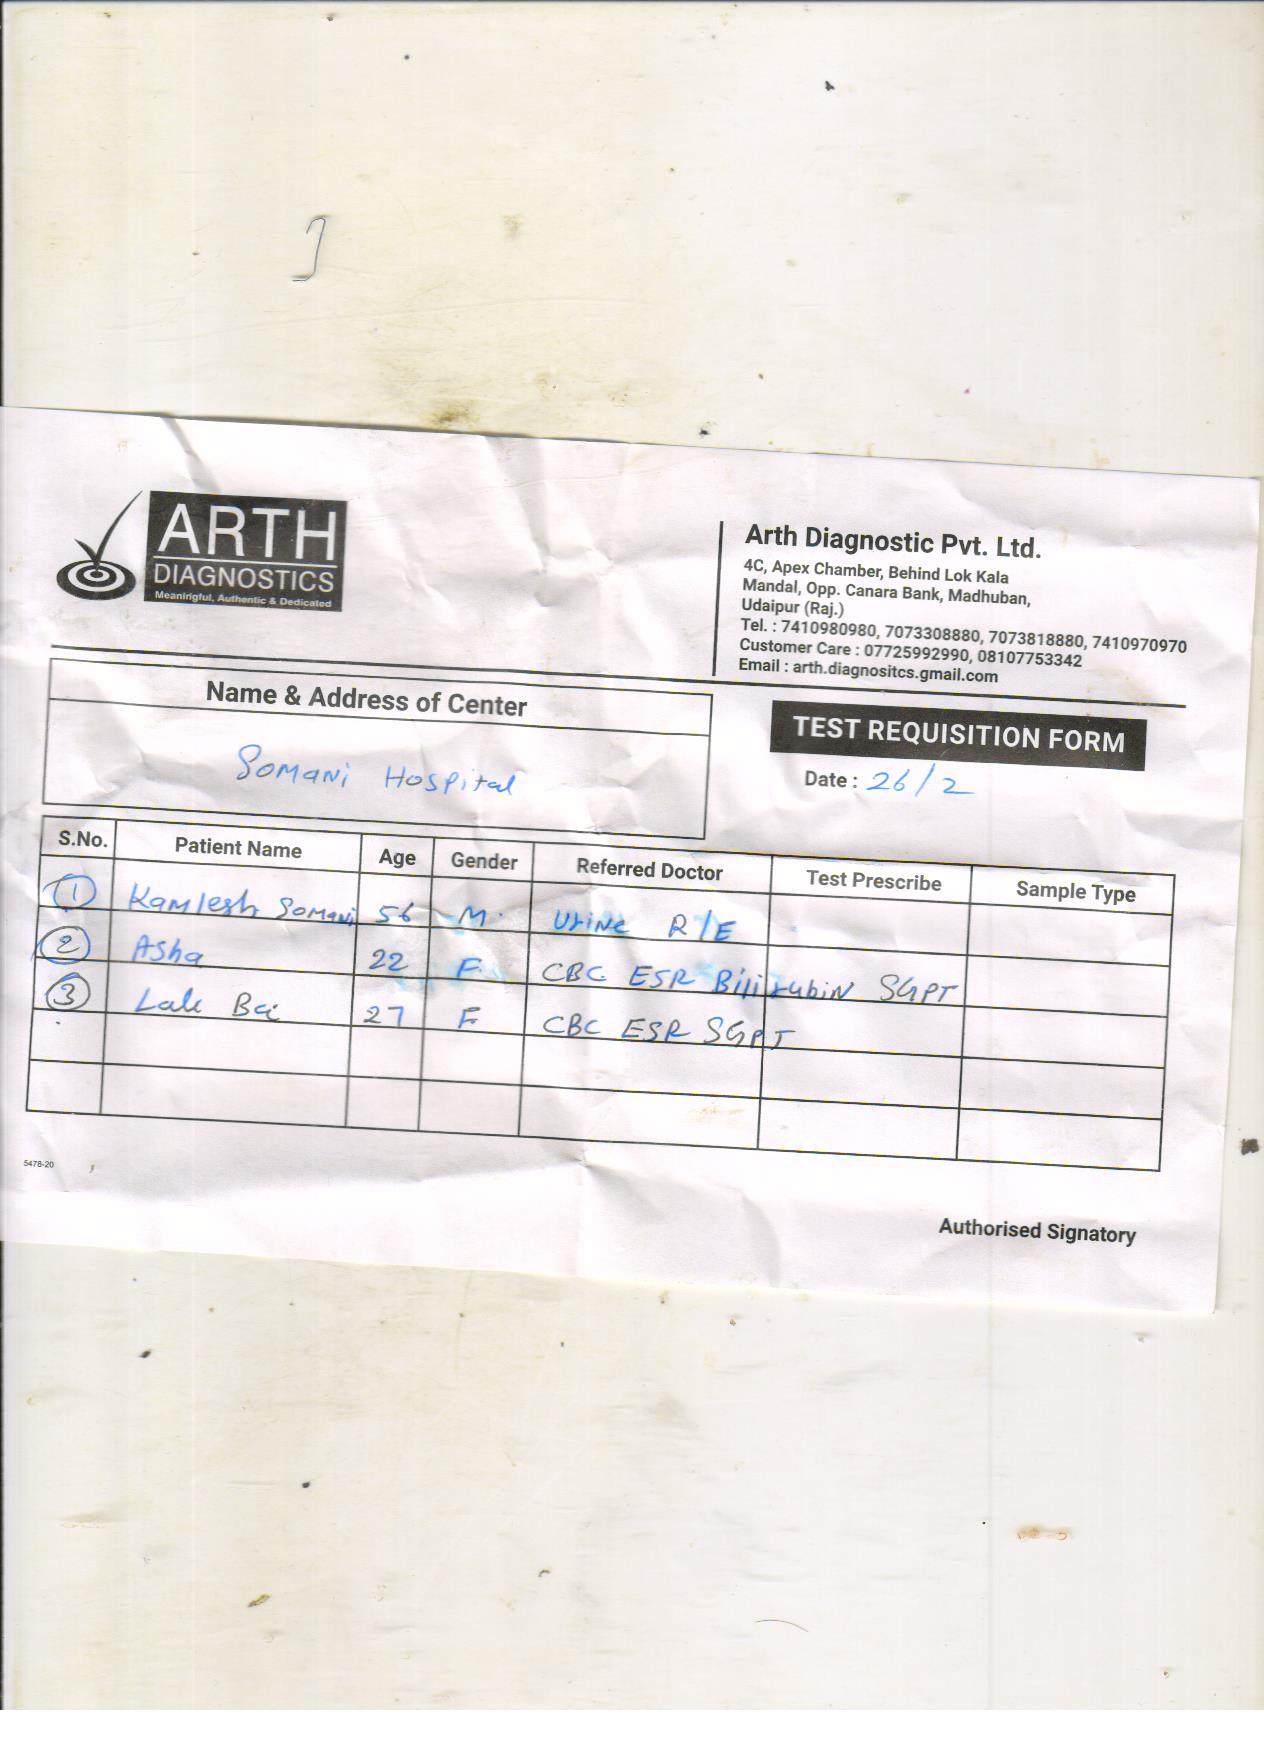 ARTH
DIAGNOSTICS
Meaningful, Authentic & Dedicated
Arth Diagnostic Pvt. Ltd.
4C, Apex Chamber, Behind Lok Kala
Mandal, Opp. Canara Bank, Madhuban,
Udaipur (Raj.)
Tel. : 7410980980, 7073308880, 7073818880, 7410970970
Customer Care : 07725992990, 08107753342
Email : arth.diagnositcs.gmail.com
Name & Address of Center
Somani Hospital
TEST REQUISITION FORM
Date : 26/2
S.No. Patient Name Age Gender Referred Doctor Test Prescribe Sample Type
1 Kamlesh Somani 56 M. Urine R/E
2 Asha 22 F. CBC ESR Bilirubin SGPT
3 Lali Bai 27 F CBC ESR SGPT
5478-20
Authorised Signatory